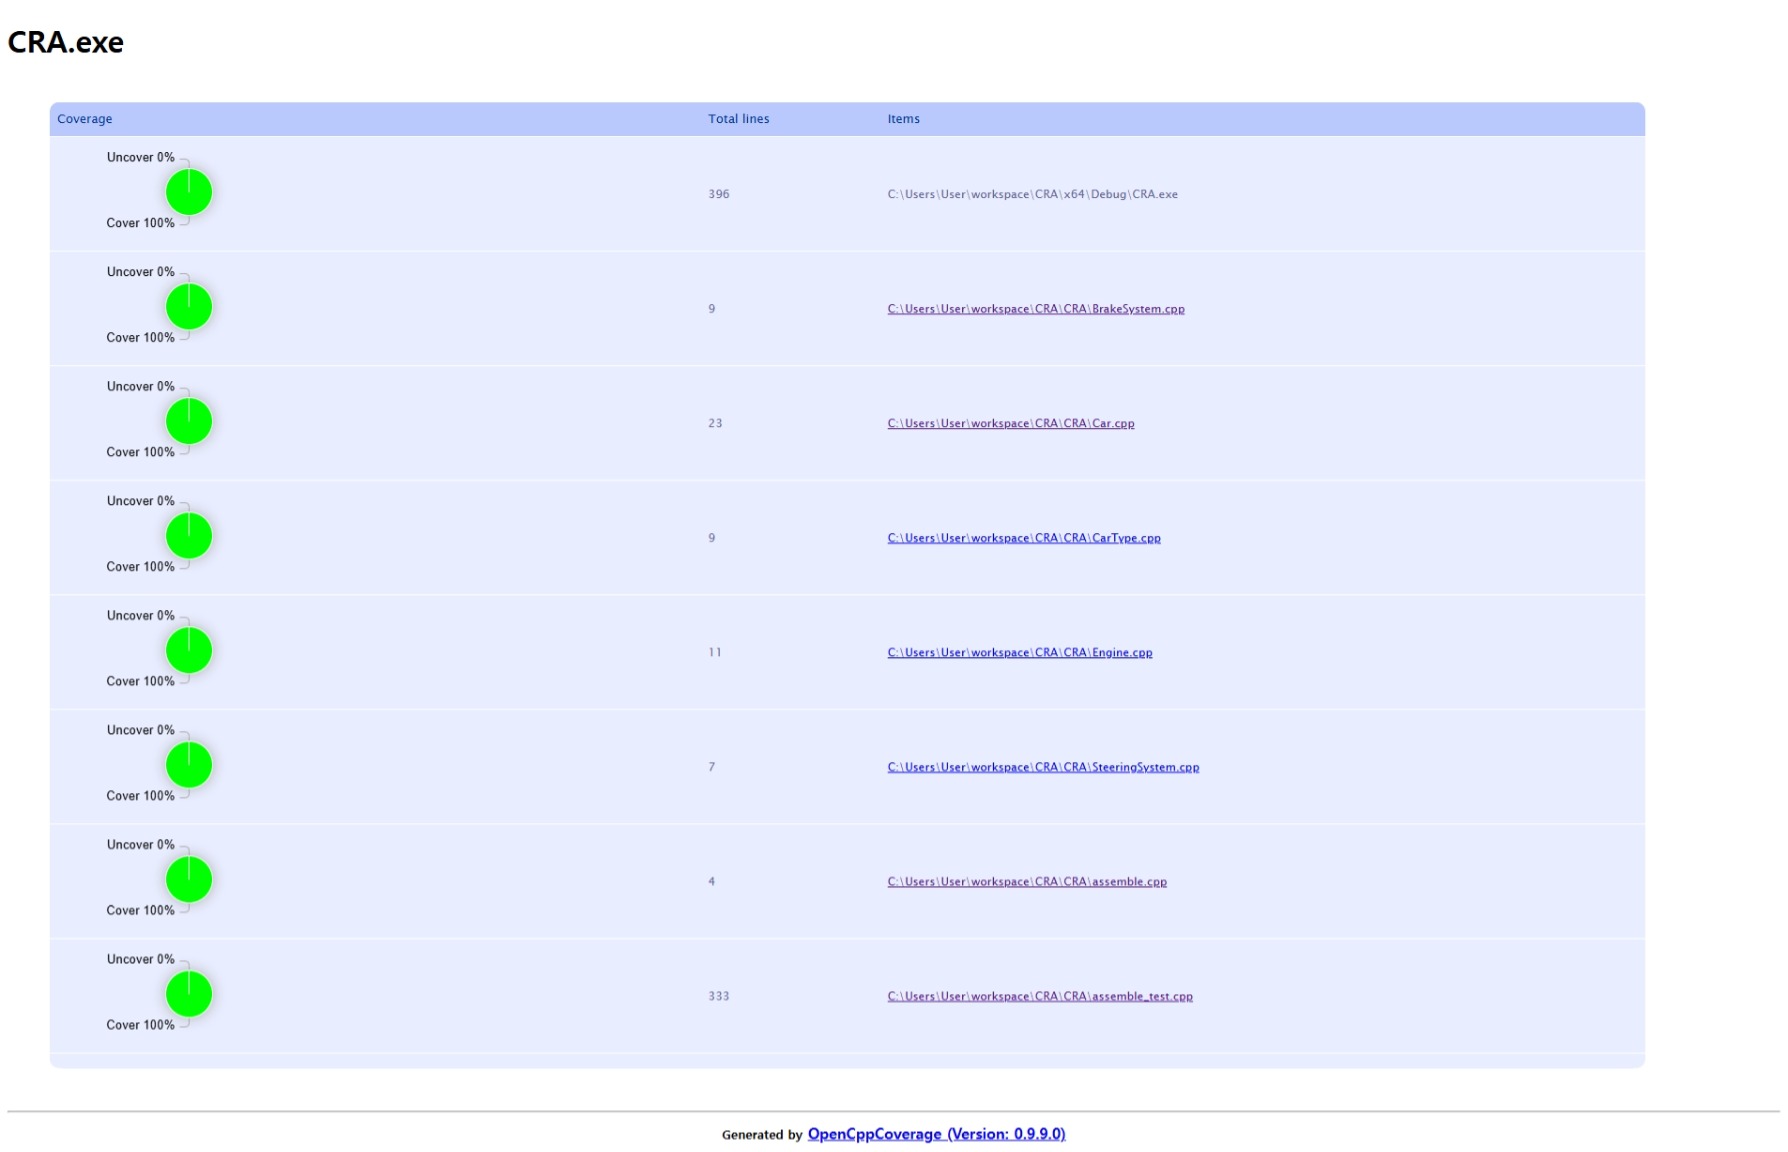 CRA.exe
Coverage Total lines Items
Uncover 0%
Cover 100%
396 C:\Users\User\workspace\CRA\x64\Debug\CRA.exe
Uncover 0%
Cover 100%
9 C:\Users\User\workspace\CRA\CRA\BrakeSystem.cpp
Uncover 0%
Cover 100%
23 C:\Users\User\workspace\CRA\CRA\Car.cpp
Uncover 0%
Cover 100%
9 C:\Users\User\workspace\CRA\CRA\CarType.cpp
Uncover 0%
Cover 100%
11 C:\Users\User\workspace\CRA\CRA\Engine.cpp
Uncover 0%
Cover 100%
7 C:\Users\User\workspace\CRA\CRA\SteeringSystem.cpp
Uncover 0%
Cover 100%
4 C:\Users\User\workspace\CRA\CRA\assemble.cpp
Uncover 0%
Cover 100%
333 C:\Users\User\workspace\CRA\CRA\assemble_test.cpp
Generated by OpenCppCoverage (Version: 0.9.9.0)